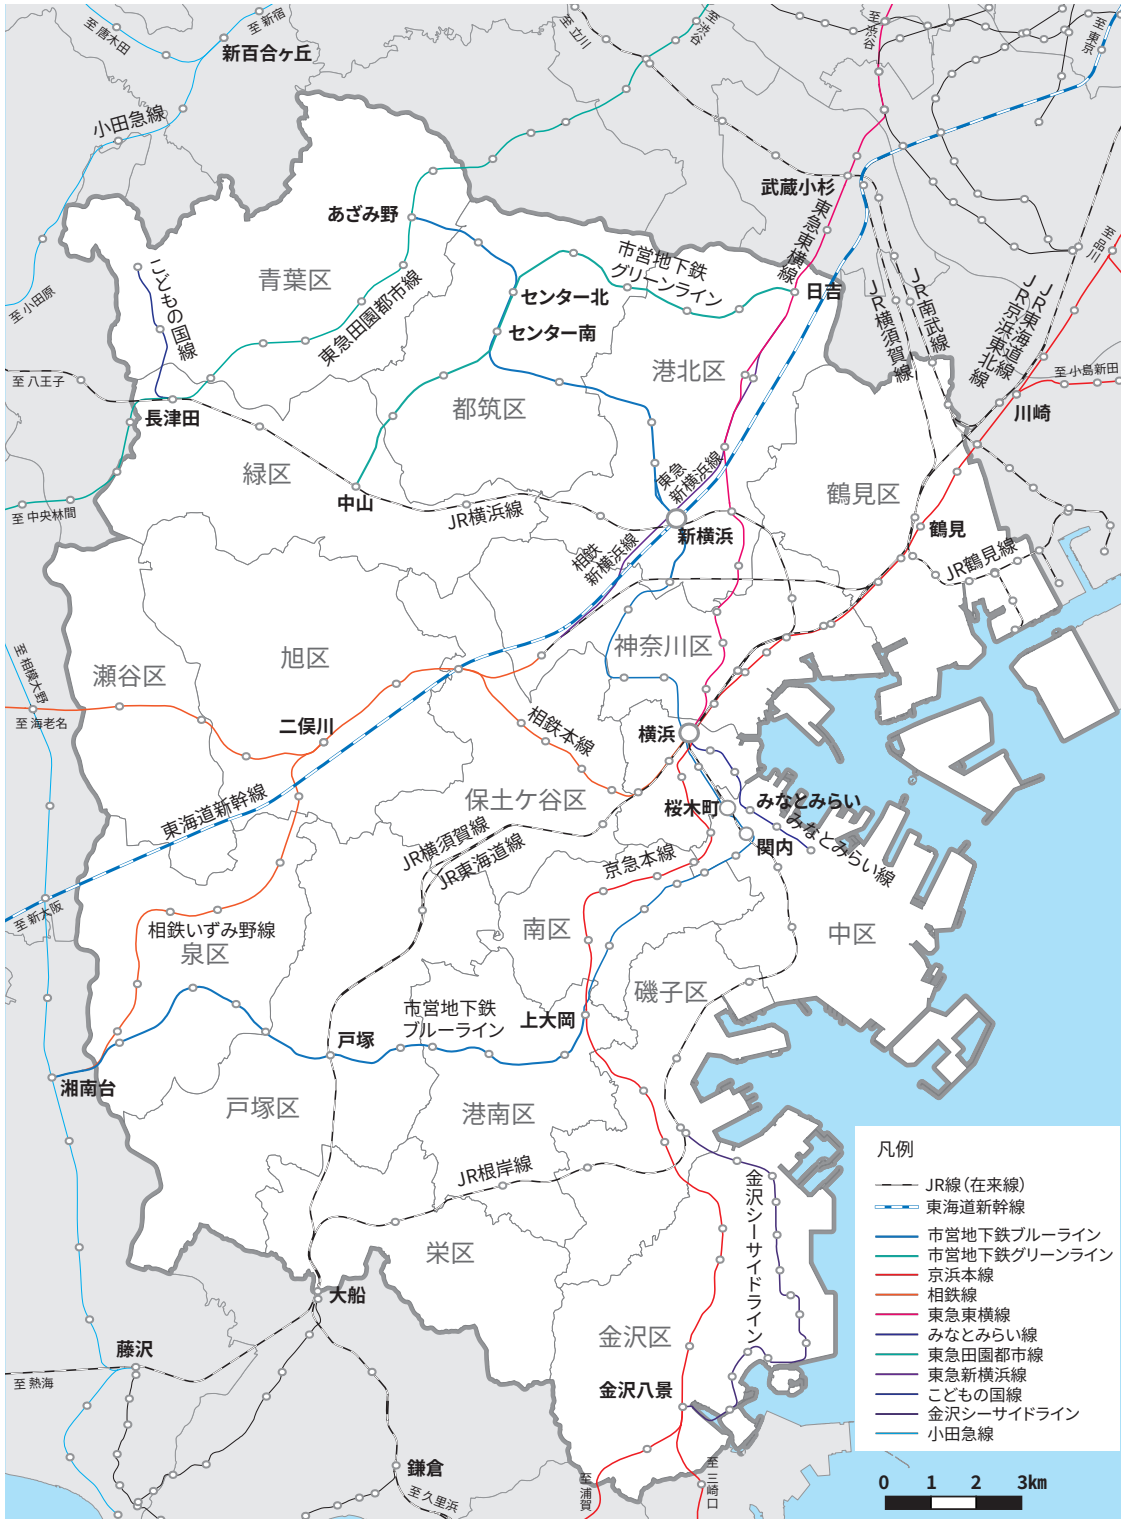 至 唐木田
至 新宿
新百合ヶ丘
小田急線
至 小田原
至 立川
至 渋谷
至 渋谷
至 東京
武蔵小杉
東急東横線
あざみ野
青葉区
こどもの国線
東急田園都市線
市営地下鉄
グリーンライン
センター北
センター南
日吉
JR横須賀線
JR南武線
JR東海道線
JR京浜東北線
至 品川
至 小島新田
川崎
至 八王子
長津田
港北区
都筑区
緑区
中山
JR横浜線
東急
新横浜線
新横浜
相鉄
新横浜線
鶴見区
鶴見
JR鶴見線
至 中央林間
神奈川区
旭区
瀬谷区
至 相模大野
至 海老名
二俣川
相鉄本線
横浜
保土ケ谷区
桜木町
みなとみらい
みなとみらい線
関内
東海道新幹線
JR横須賀線
JR東海道線
京急本線
至 新大阪
相鉄いずみ野線
泉区
南区
中区
磯子区
市営地下鉄
ブルーライン
上大岡
戸塚
湘南台
戸塚区
港南区
JR根岸線
栄区
金沢シーサイドライン
大船
藤沢
至 熱海
金沢区
金沢八景
鎌倉
至 久里浜
至 浦賀
至 三崎口
凡例
JR線（在来線）
東海道新幹線
市営地下鉄ブルーライン
市営地下鉄グリーンライン
京浜本線
相鉄線
東急東横線
みなとみらい線
東急田園都市線
東急新横浜線
こどもの国線
金沢シーサイドライン
小田急線
0 1 2 3km